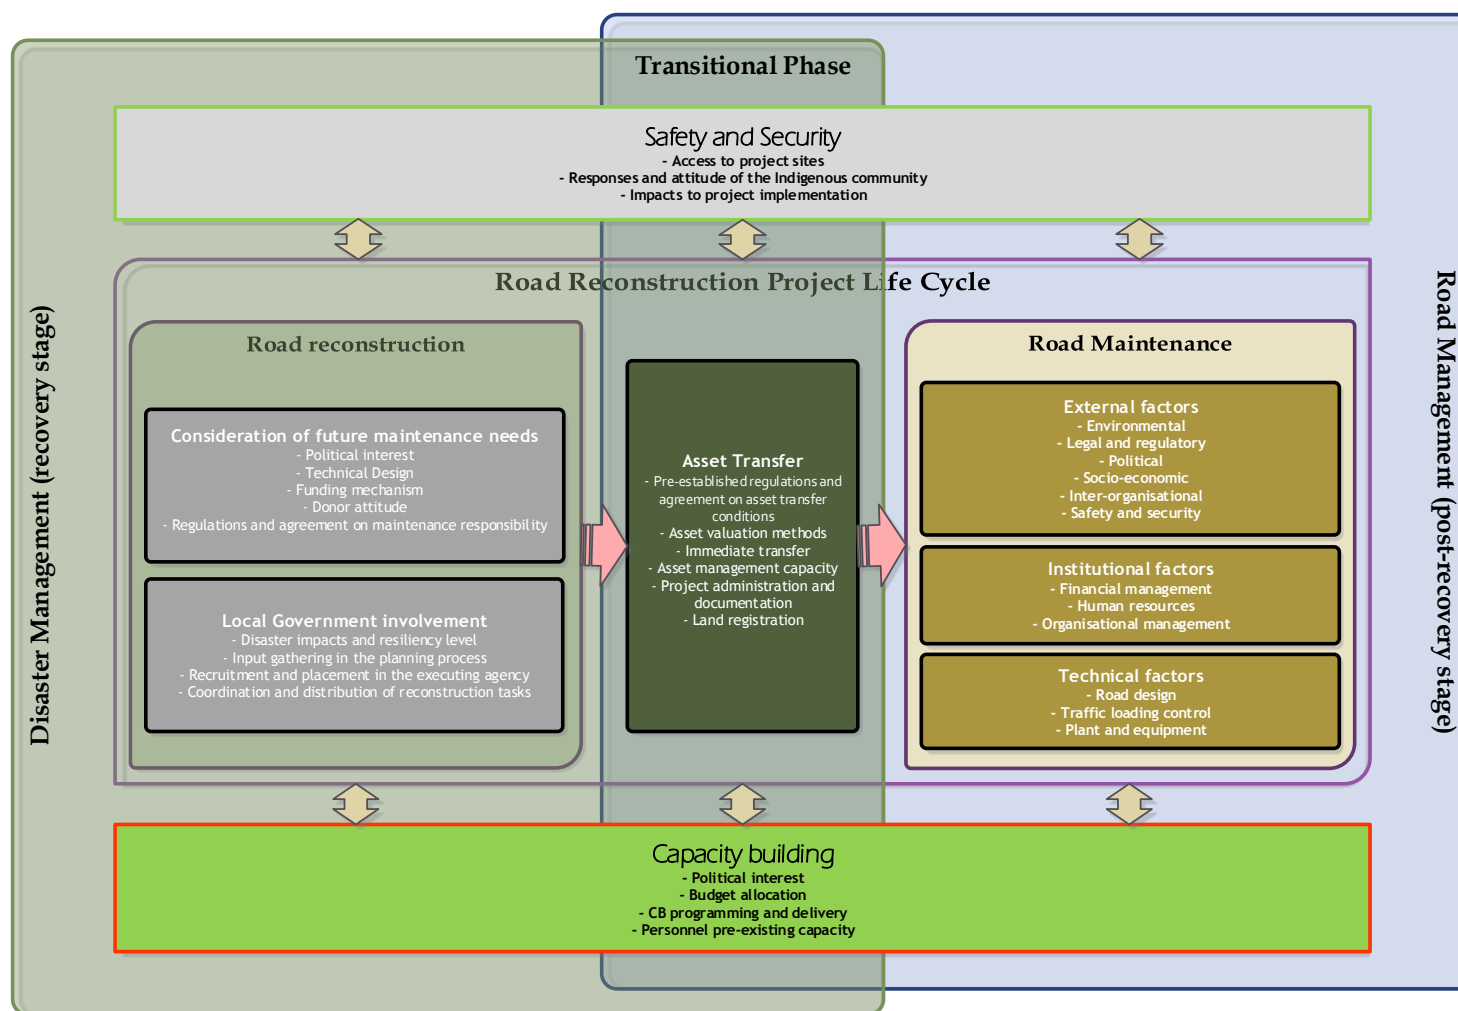 Transitional Phase
Safety and Security
- Access to project sites
- Responses and attitude of the Indigenous community
- Impacts to project implementation
Disaster Management (recovery stage)
Road Reconstruction Project Life Cycle
Road reconstruction
Consideration of future maintenance needs
- Political interest
- Technical Design
- Funding mechanism
- Donor attitude
- Regulations and agreement on maintenance responsibility
Local Government involvement
- Disaster impacts and resiliency level
- Input gathering in the planning process
- Recruitment and placement in the executing agency
- Coordination and distribution of reconstruction tasks
Asset Transfer
- Pre-established regulations and
agreement on asset transfer
conditions
- Asset valuation methods
- Immediate transfer
- Asset management capacity
- Project administration and
documentation
- Land registration
Road Maintenance
External factors
- Environmental
- Legal and regulatory
- Political
- Socio-economic
- Inter-organisational
- Safety and security
Institutional factors
- Financial management
- Human resources
- Organisational management
Technical factors
- Road design
- Traffic loading control
- Plant and equipment
Road Management (post-recovery stage)
Capacity building
- Political interest
- Budget allocation
- CB programming and delivery
- Personnel pre-existing capacity